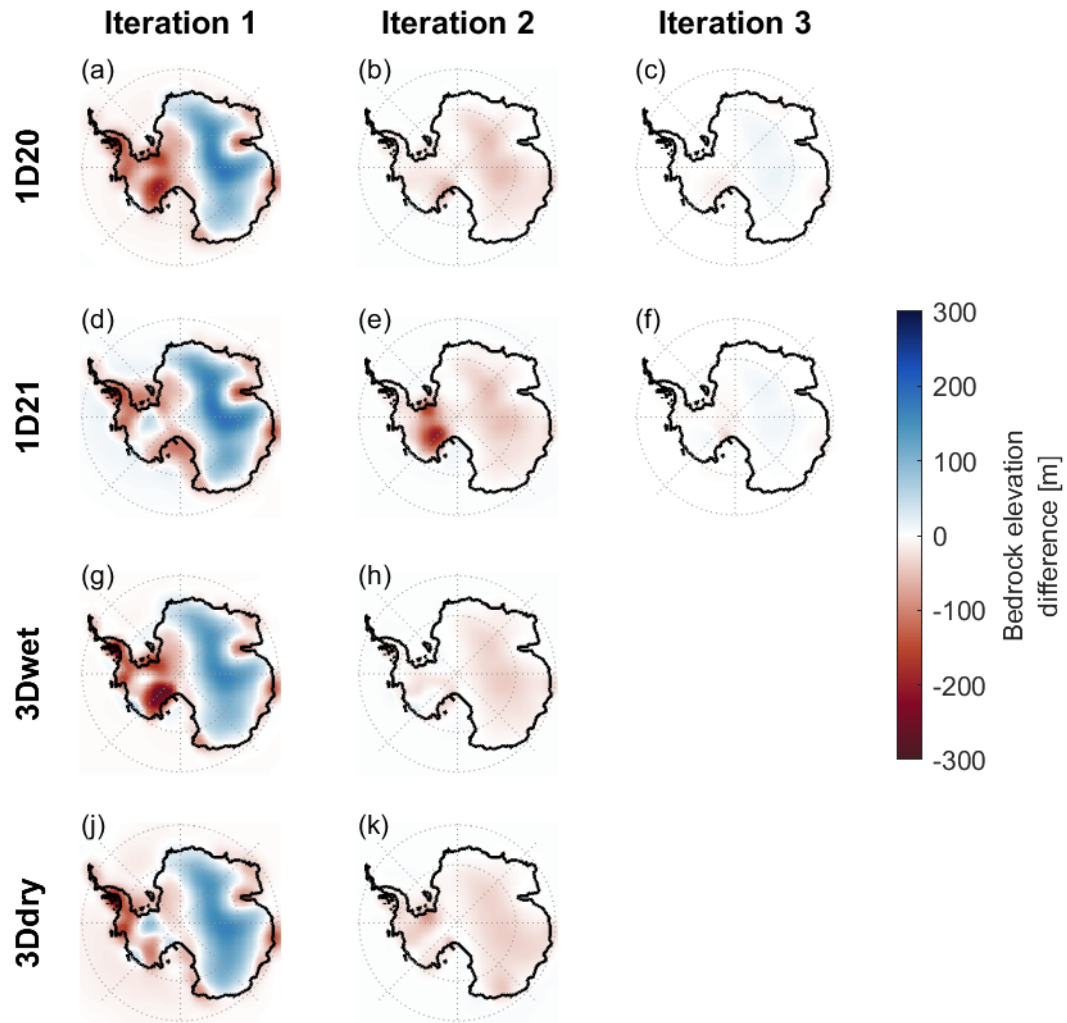 Iteration 1 Iteration 2 Iteration 3
(a) (b) (c)
1D20
(d) (e) (f)
1D21
(g) (h)
3Dwet
(j) (k)
3Ddry
300
200
100
0
-100
-200
-300
Bedrock elevation
difference [m]